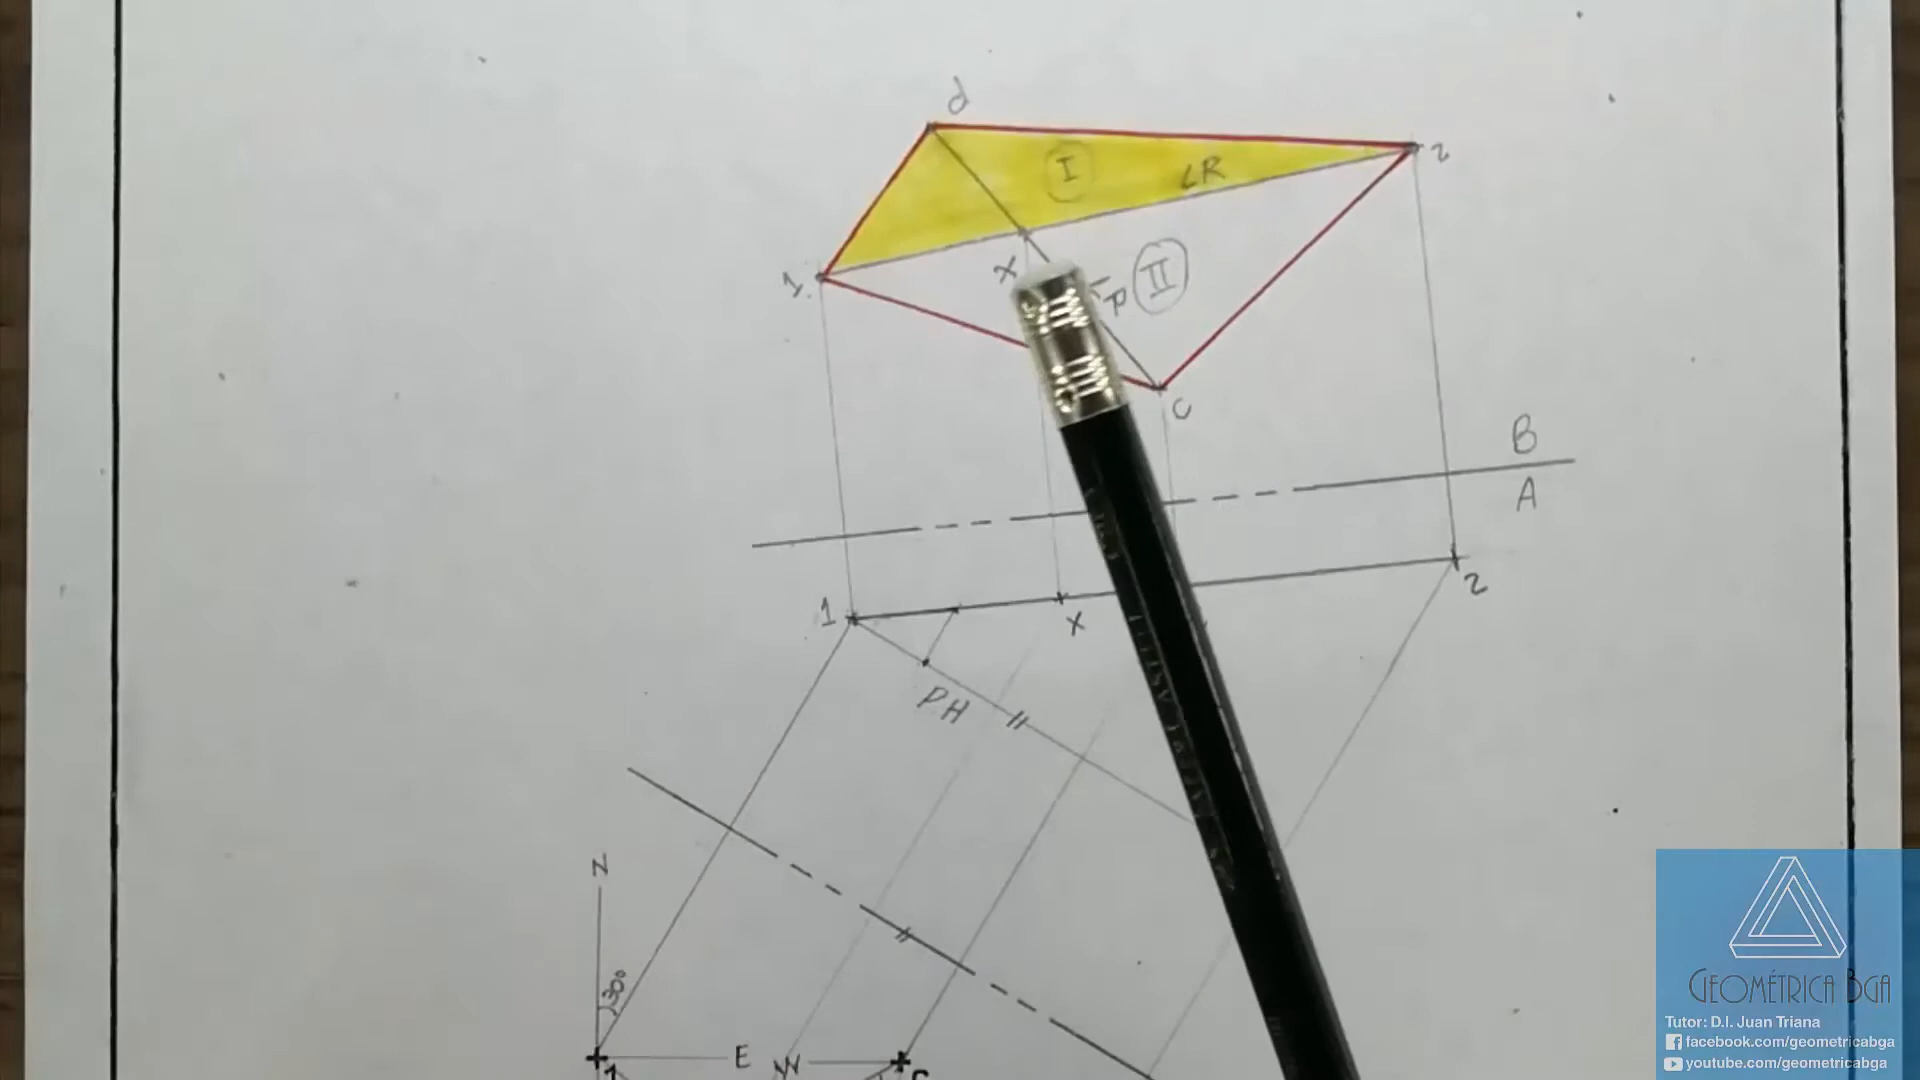 d
I
LR
2
1
X
P
II
C
B
A
1
X
2
PH
N
30°
E
W
1
C
GEOMÉTRICA BGA
Tutor: D.I. Juan Triana
facebook.com/geometricabga
youtube.com/geometricabga